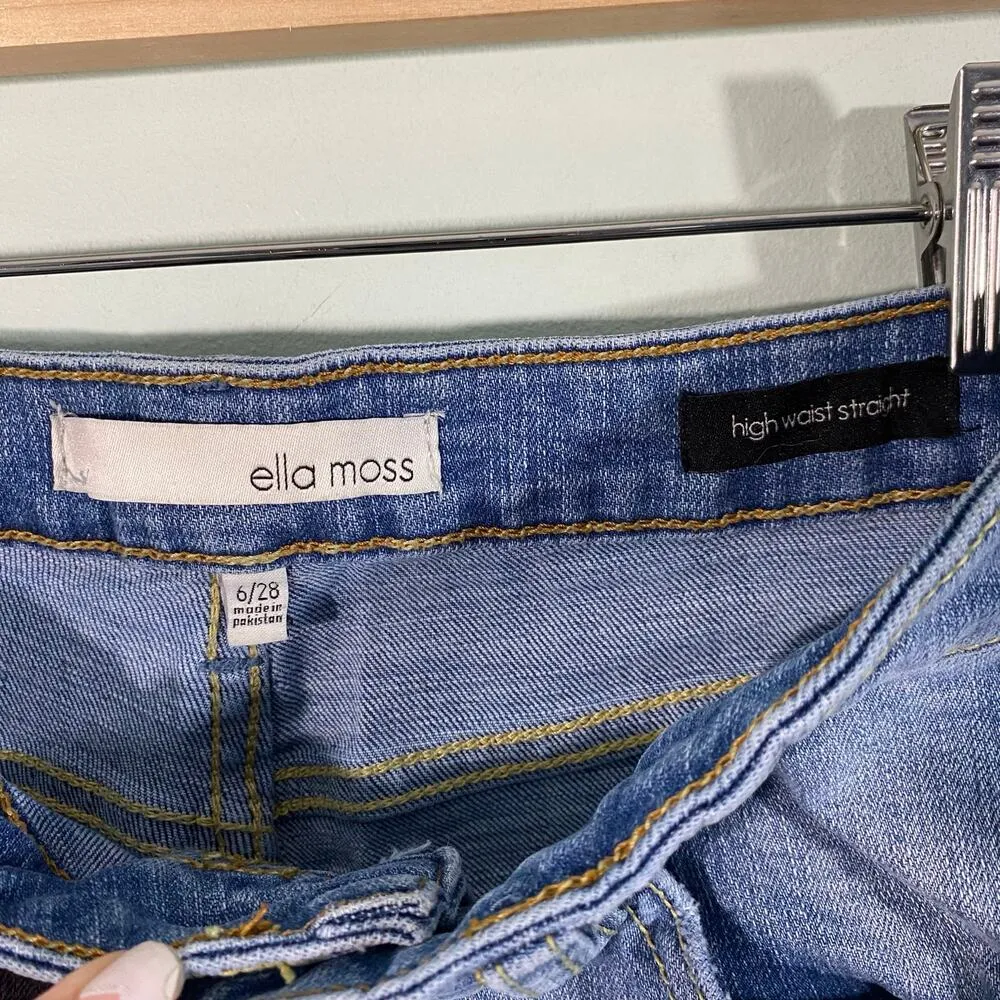 ella moss
high waist straight
6/28
made in
pakistan